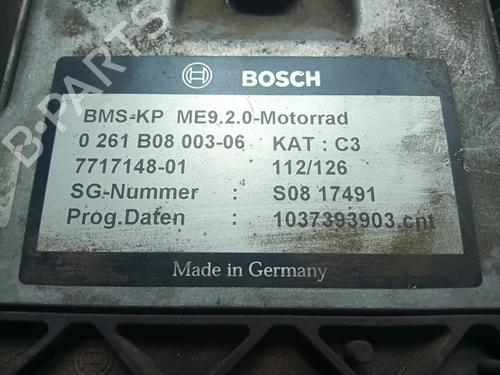 BOSCH
BMS-KP ME9.2.0-Motorrad
0 261 B08 003-06 KAT : C3
7717148-01 112/126
SG-Nummer : S08 17491
Prog.Daten : 1037393903.cnt
Made in Germany